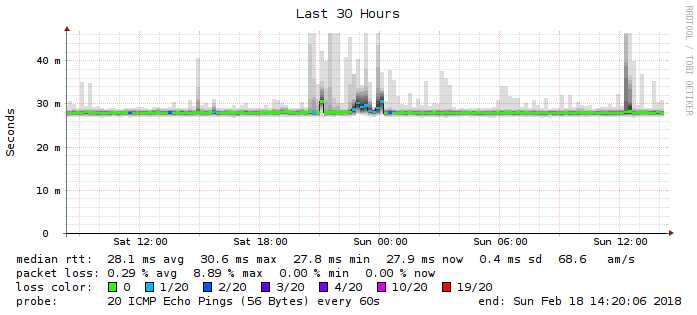 Last 30 Hours
RRDTOOL / TOBI OETIKER
Seconds
40 m
30 m
20 m
10 m
0
Sat 12:00 Sat 18:00 Sun 00:00 Sun 06:00 Sun 12:00
median rtt: 28.1 ms avg 30.6 ms max 27.8 ms min 27.9 ms now 0.4 ms sd 68.6 am/s
packet loss: 0.29 % avg 8.89 % max 0.00 % min 0.00 % now
loss color: 0 1/20 2/20 3/20 4/20 10/20 19/20
probe: 20 ICMP Echo Pings (56 Bytes) every 60s end: Sun Feb 18 14:20:06 2018